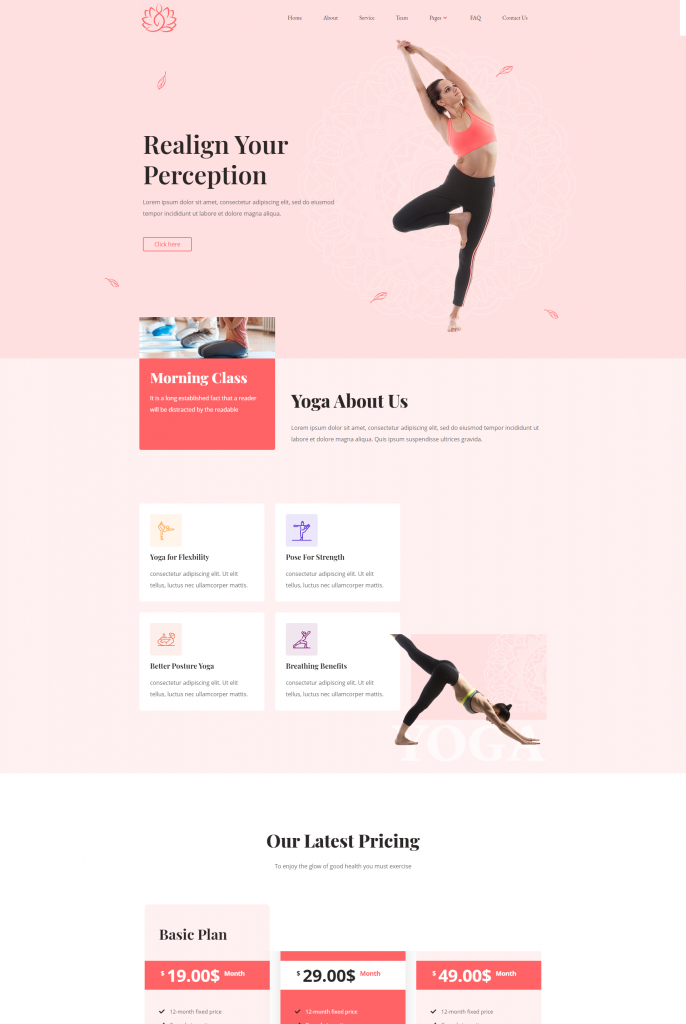 Home About Service Team Pages FAQ Contact Us
Realign Your
Perception
Lorem ipsum dolor sit amet, consectetur adipiscing elit, sed do eiusmod
tempor incididunt ut labore et dolore magna aliqua.
Click here
Morning Class
It is a long established fact that a reader
will be distracted by the readable
Yoga About Us
Lorem ipsum dolor sit amet, consectetur adipiscing elit, sed do eiusmod tempor incididunt ut
labore et dolore magna aliqua. Quis ipsum suspendisse ultrices gravida.
Yoga for Flexbility
consectetur adipiscing elit. Ut elit
tellus, luctus nec ullamcorper mattis.
Pose For Strength
consectetur adipiscing elit. Ut elit
tellus, luctus nec ullamcorper mattis.
Better Posture Yoga
consectetur adipiscing elit. Ut elit
tellus, luctus nec ullamcorper mattis.
Breathing Benefits
consectetur adipiscing elit. Ut elit
tellus, luctus nec ullamcorper mattis.
YOGA
Our Latest Pricing
To enjoy the glow of good health you must exercise
Basic Plan
$ 19.00$ Month
$ 29.00$ Month
$ 49.00$ Month
12-month fixed price
12-month fixed price
12-month fixed price